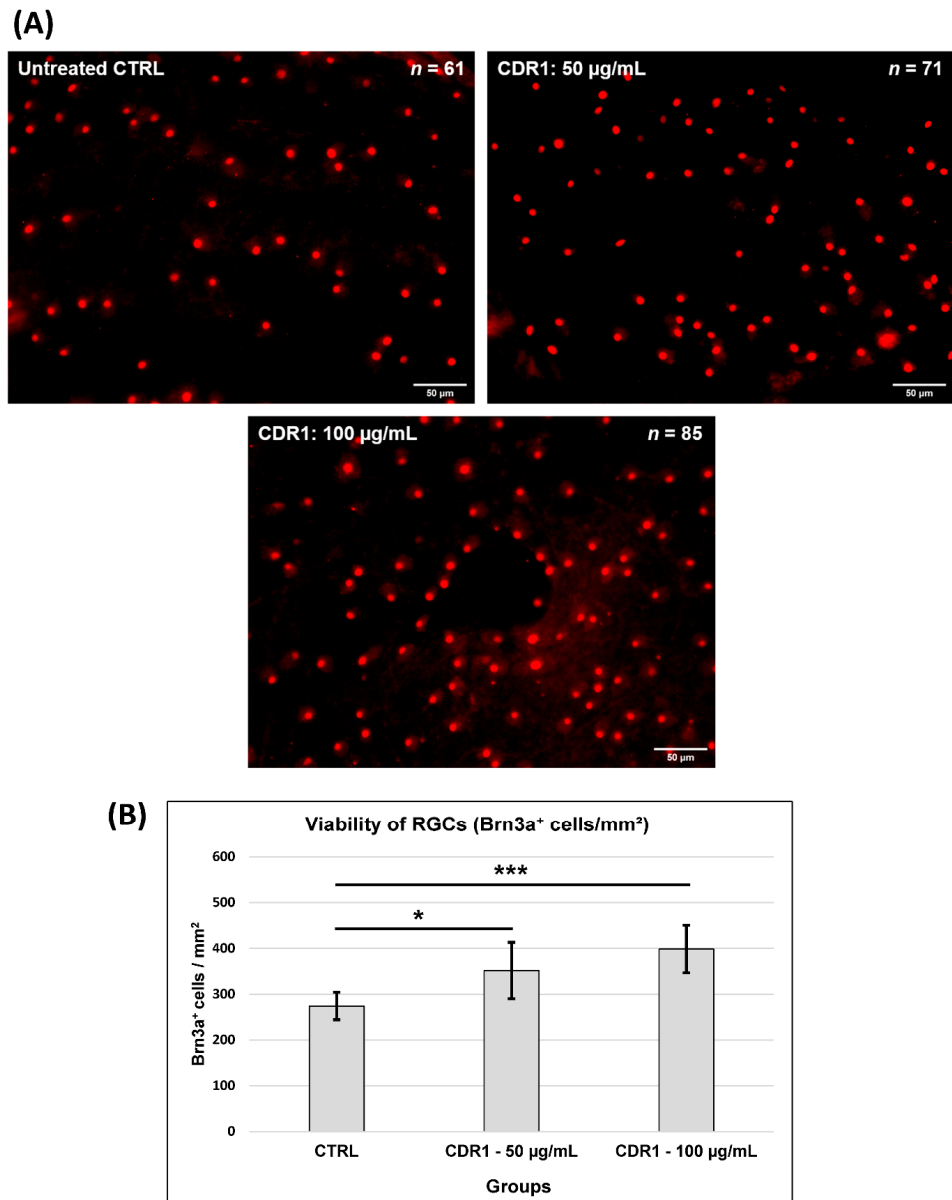 (A)
Untreated CTRL n = 61
CDR1: 50 µg/mL n = 71
50 µm
50 µm
CDR1: 100 µg/mL n = 85
50 µm
(B)
Viability of RGCs (Brn3a⁺ cells/mm²)
***
*
600
500
400
300
200
100
0
Brn3a⁺ cells / mm²
CTRL CDR1 - 50 µg/mL CDR1 - 100 µg/mL
Groups